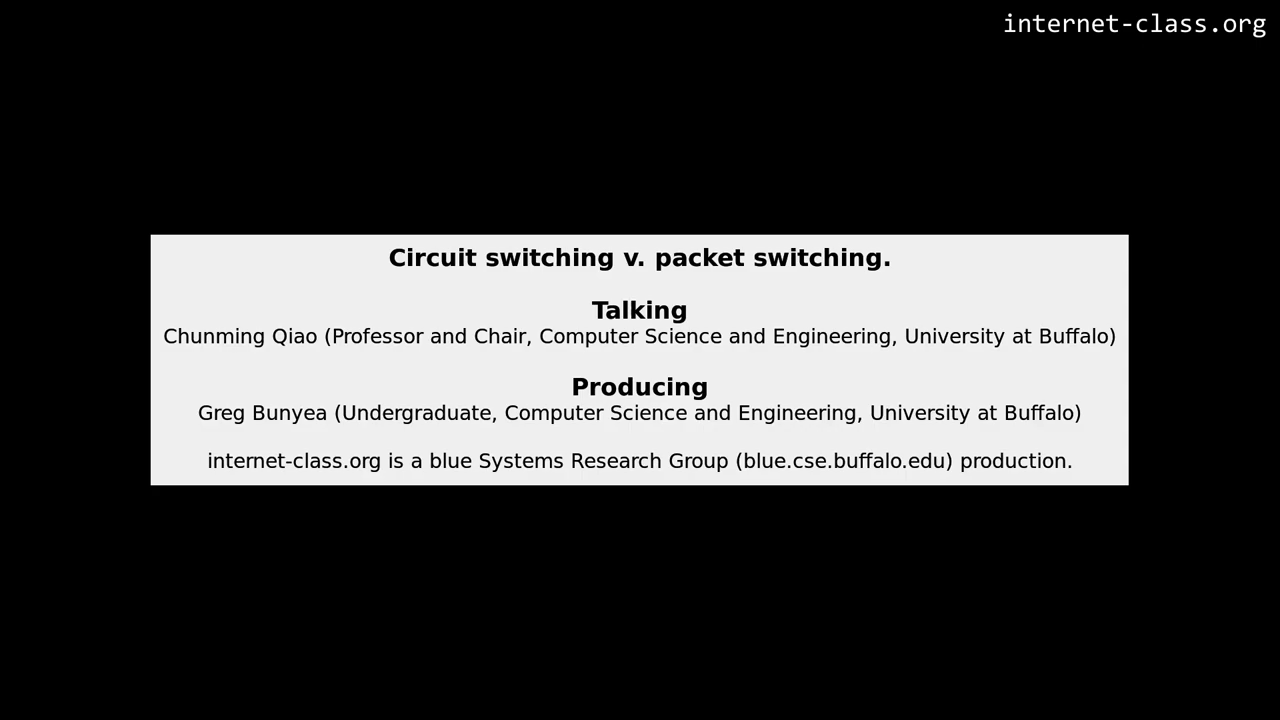 internet-class.org
Circuit switching v. packet switching.
Talking
Chunming Qiao (Professor and Chair, Computer Science and Engineering, University at Buffalo)
Producing
Greg Bunyea (Undergraduate, Computer Science and Engineering, University at Buffalo)
internet-class.org is a blue Systems Research Group (blue.cse.buffalo.edu) production.